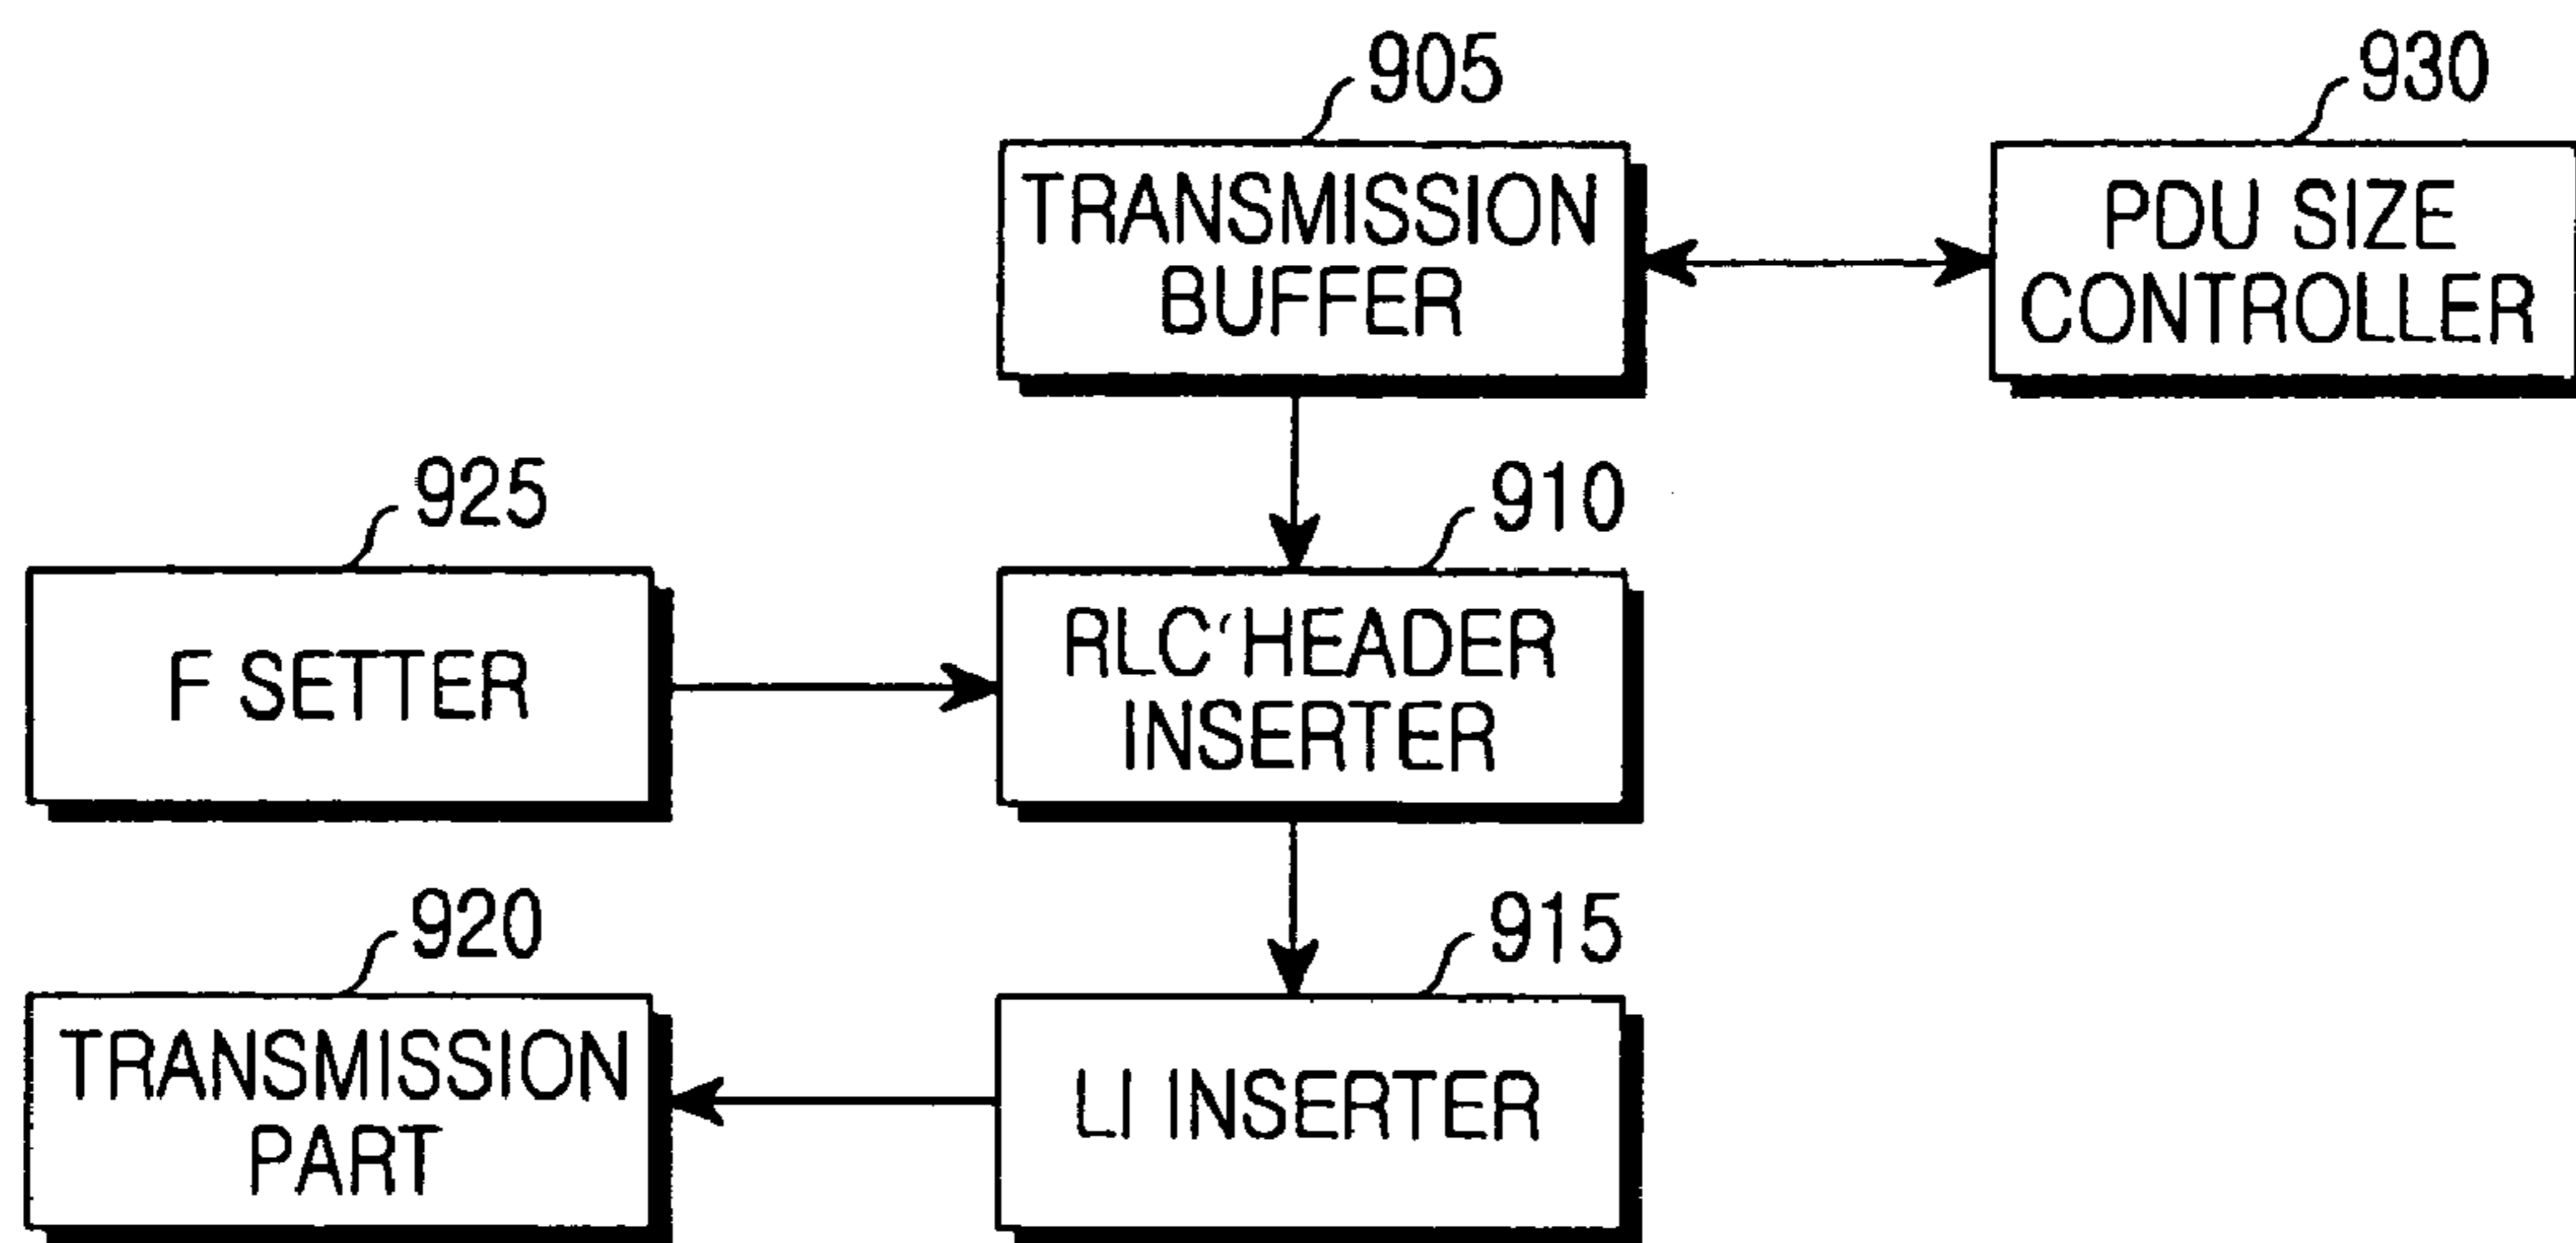 905
930
TRANSMISSION
BUFFER
PDU SIZE
CONTROLLER
925
910
F SETTER
RLC HEADER
INSERTER
920
915
TRANSMISSION
PART
LI INSERTER